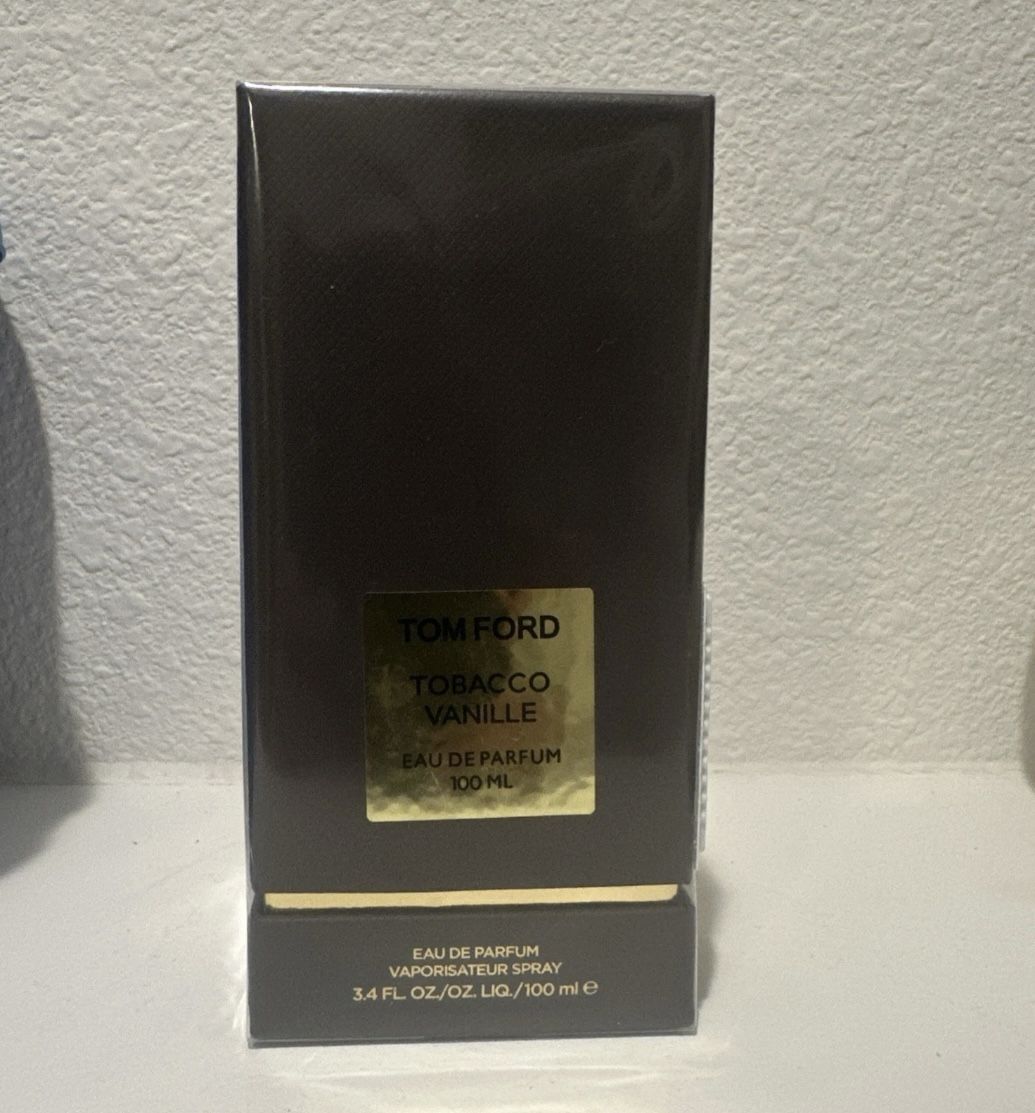 TOM FORD
TOBACCO
VANILLE
EAU DE PARFUM
100 ML
EAU DE PARFUM
VAPORISATEUR SPRAY
3.4 FL. OZ./OZ. LIQ./100 ml ℮